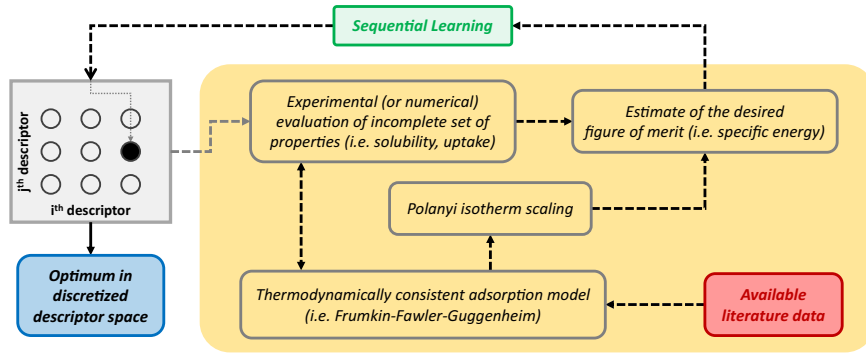 Sequential Learning
jth descriptor
ith descriptor
Optimum in
discretized
descriptor space
Experimental (or numerical)
evaluation of incomplete set of
properties (i.e. solubility, uptake)
Estimate of the desired
figure of merit (i.e. specific energy)
Polanyi isotherm scaling
Thermodynamically consistent adsorption model
(i.e. Frumkin-Fawler-Guggenheim)
Available
literature data